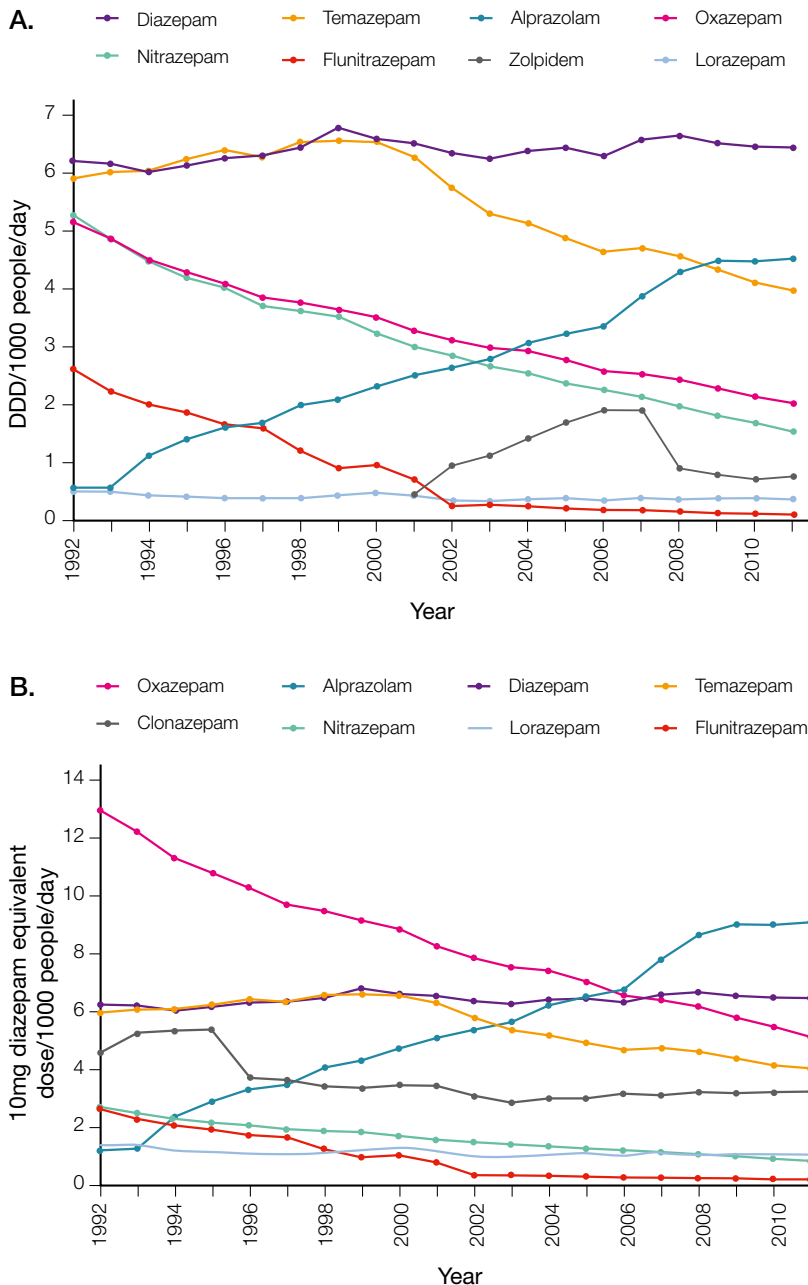 A.
Diazepam Temazepam Alprazolam Oxazepam
Nitrazepam Flunitrazepam Zolpidem Lorazepam
DDD/1000 people/day
7
6
5
4
3
2
1
0
1992 1994 1996 1998 2000 2002 2004 2006 2008 2010
Year
B.
Oxazepam Alprazolam Diazepam Temazepam
Clonazepam Nitrazepam Lorazepam Flunitrazepam
10mg diazepam equivalent
dose/1000 people/day
14
12
10
8
6
4
2
0
1992 1994 1996 1998 2000 2002 2004 2006 2008 2010
Year